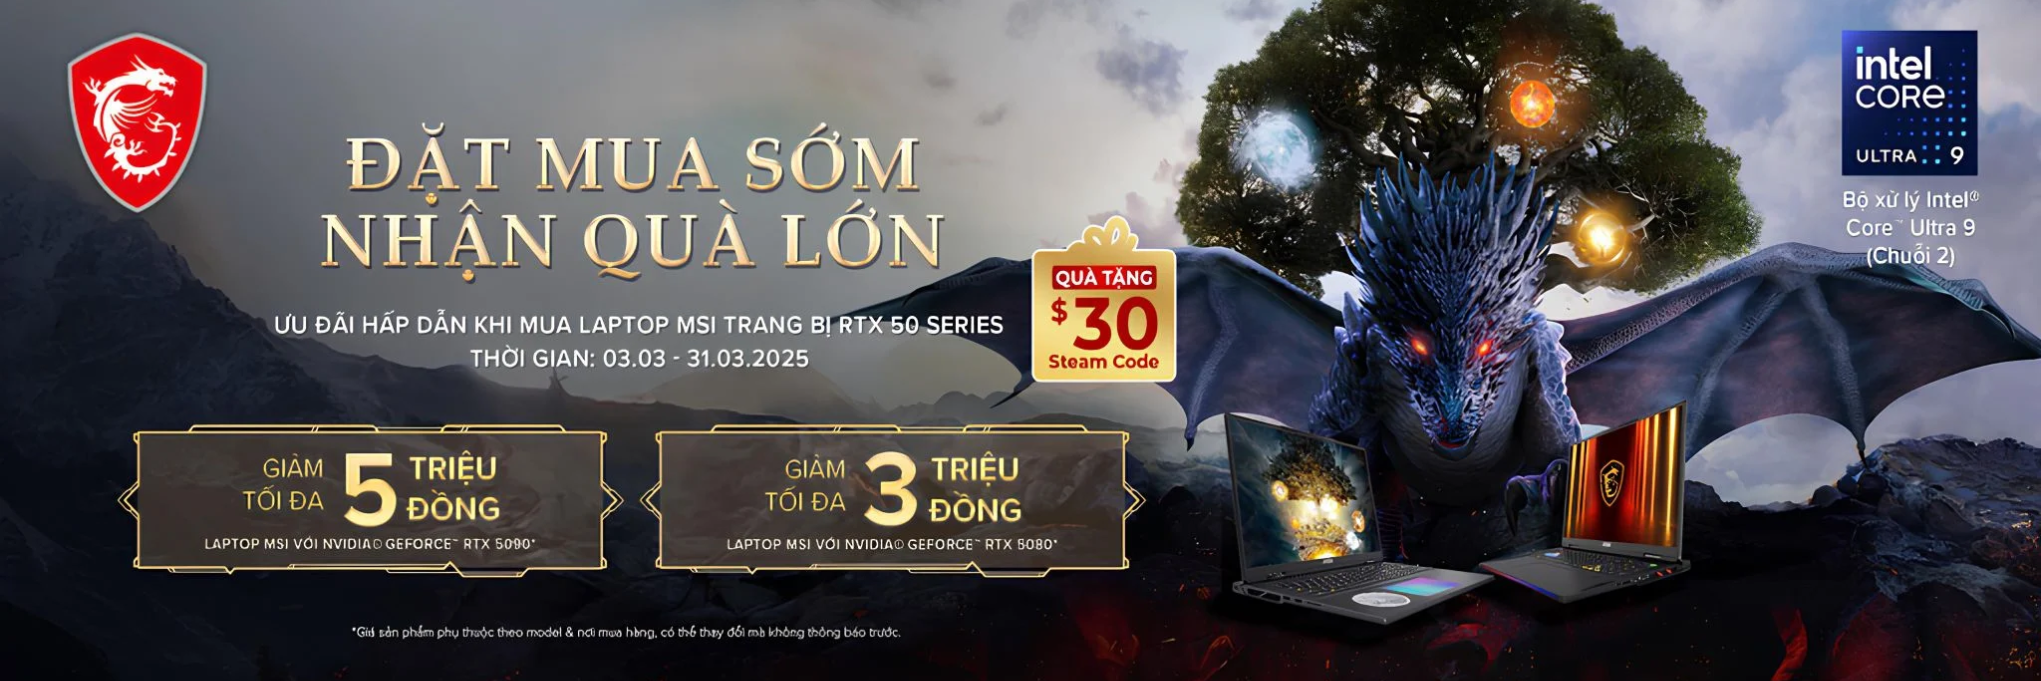 ĐẶT MUA SỚM
NHẬN QUÀ LỚN
ƯU ĐÃI HẤP DẪN KHI MUA LAPTOP MSI TRANG BỊ RTX 50 SERIES
THỜI GIAN: 03.03 - 31.03.2025
QUÀ TẶNG
$30
Steam Code
GIẢM
TỐI ĐA
5
TRIỆU
ĐỒNG
LAPTOP MSI VỚI NVIDIA® GEFORCE™ RTX 5090*
GIẢM
TỐI ĐA
3
TRIỆU
ĐỒNG
LAPTOP MSI VỚI NVIDIA® GEFORCE™ RTX 5080*
*Giá sản phẩm phụ thuộc theo model & nơi mua hàng, có thể thay đổi mà không thông báo trước.
intel
CORE
ULTRA 9
Bộ xử lý Intel®
Core™ Ultra 9
(Chuỗi 2)